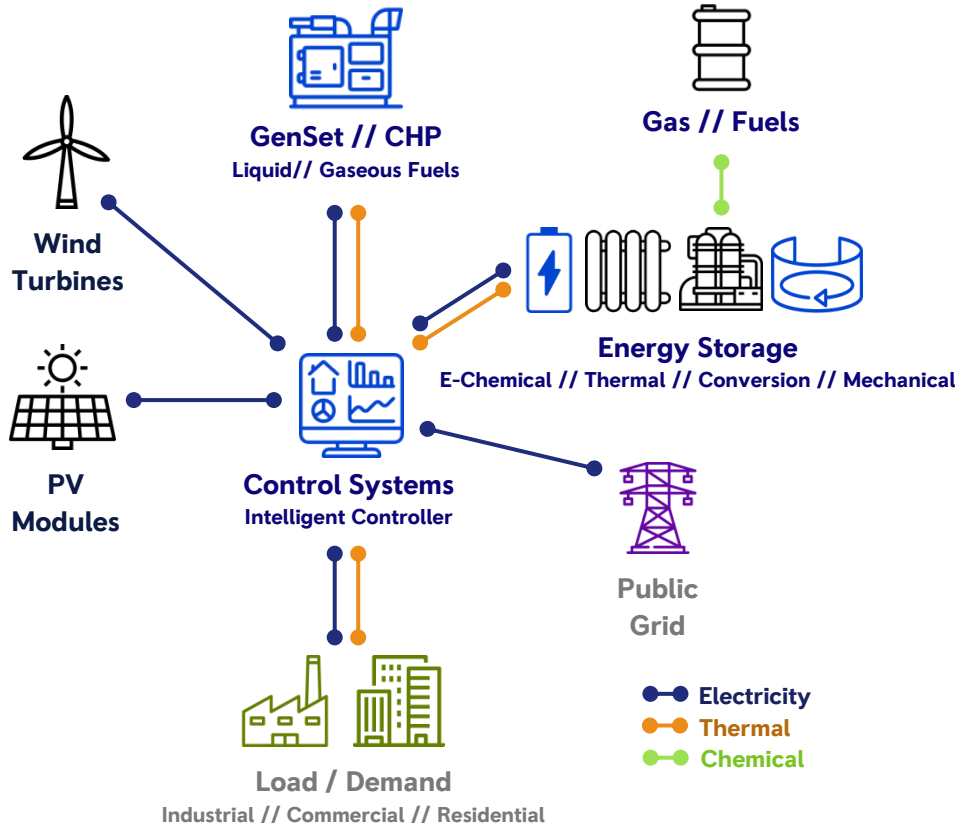 GenSet // CHP
Liquid// Gaseous Fuels
Gas // Fuels
Wind
Turbines
Energy Storage
E-Chemical // Thermal // Conversion // Mechanical
PV
Modules
Control Systems
Intelligent Controller
Public
Grid
Load / Demand
Industrial // Commercial // Residential
Electricity
Thermal
Chemical